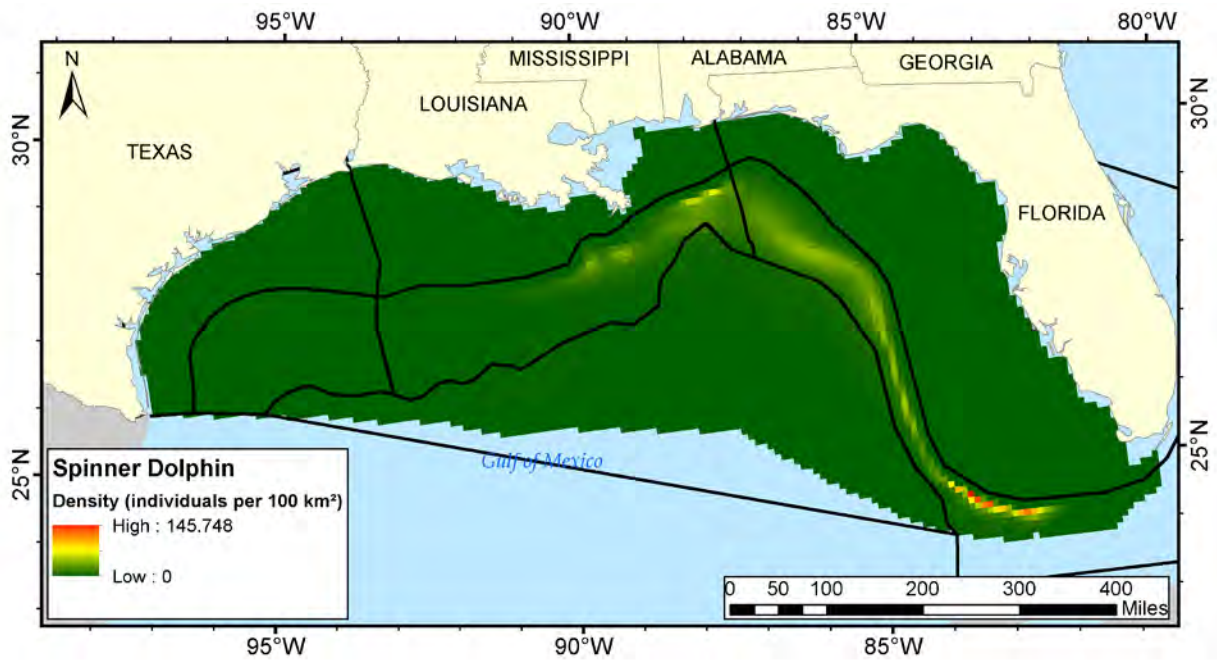 95°W 90°W 85°W 80°W
N
MISSISSIPPI ALABAMA GEORGIA
LOUISIANA
TEXAS
30°N 30°N
FLORIDA
25°N 25°N
Gulf of Mexico
Spinner Dolphin
Density (individuals per 100 km²)
High : 145.748
Low : 0
0 50 100 200 300 400
Miles
95°W 90°W 85°W